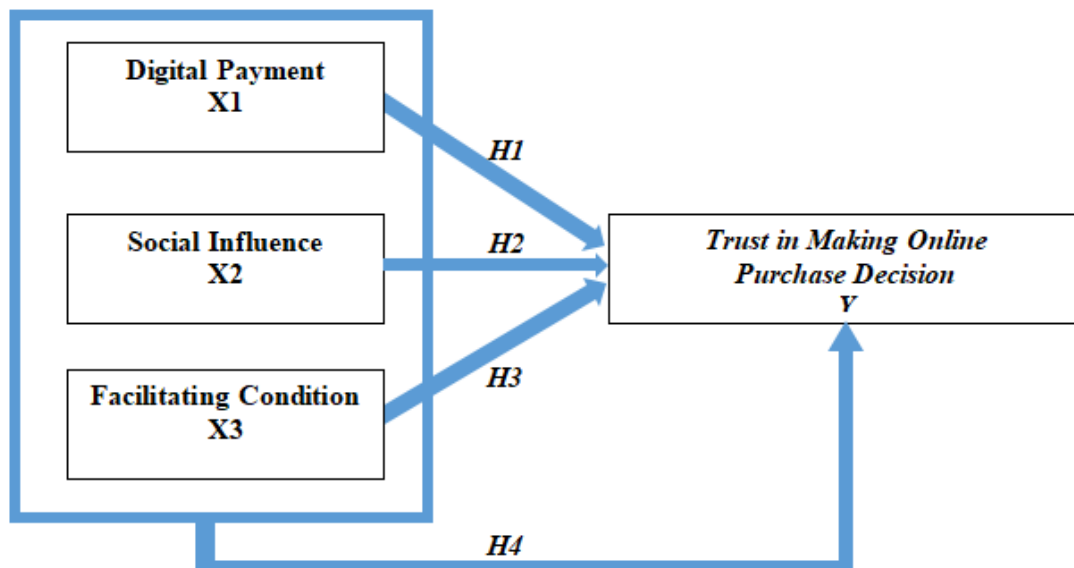 Digital Payment
X1
H1
Social Influence
X2
H2
Trust in Making Online
Purchase Decision
Y
Facilitating Condition
X3
H3
H4